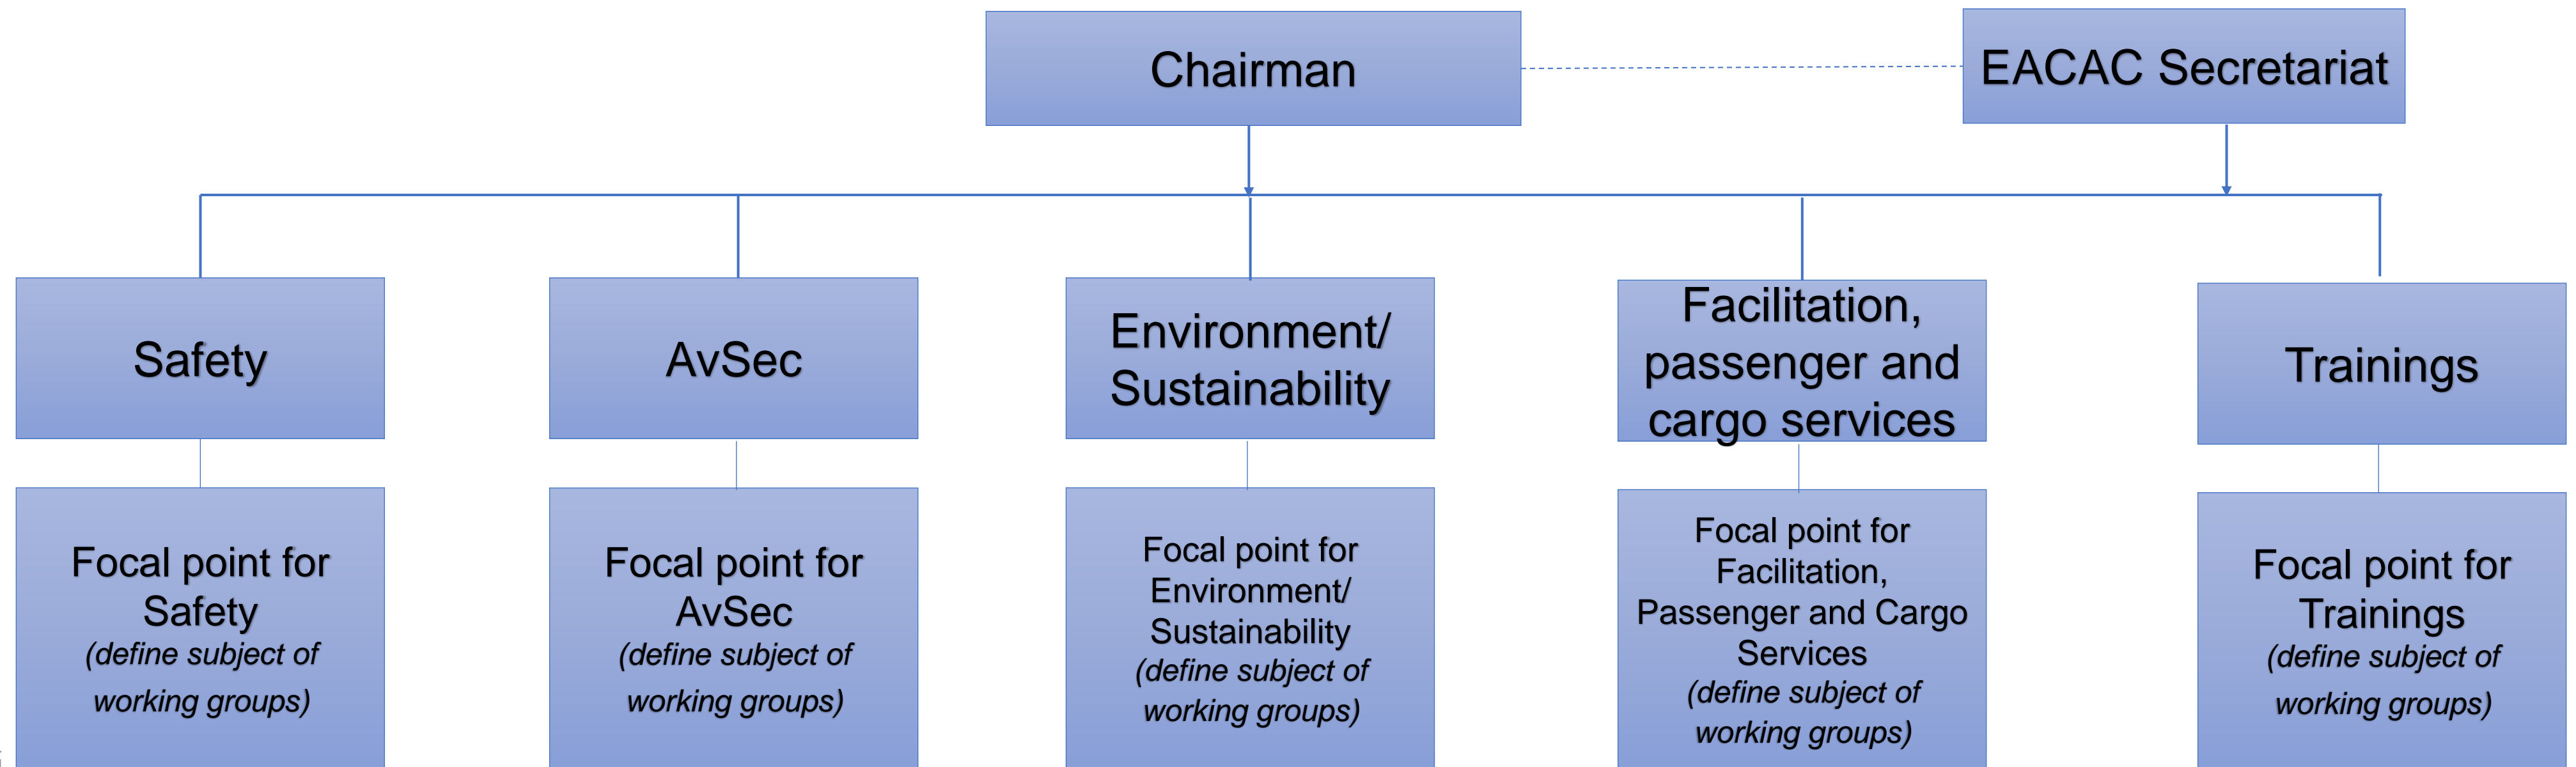 Chairman
EACAC Secretariat
Safety
AvSec
Environment/
Sustainability
Facilitation,
passenger and
cargo services
Trainings
Focal point for
Safety
(define subject of
working groups)
Focal point for
AvSec
(define subject of
working groups)
Focal point for
Environment/
Sustainability
(define subject of
working groups)
Focal point for
Facilitation,
Passenger and Cargo
Services
(define subject of
working groups)
Focal point for
Trainings
(define subject of
working groups)